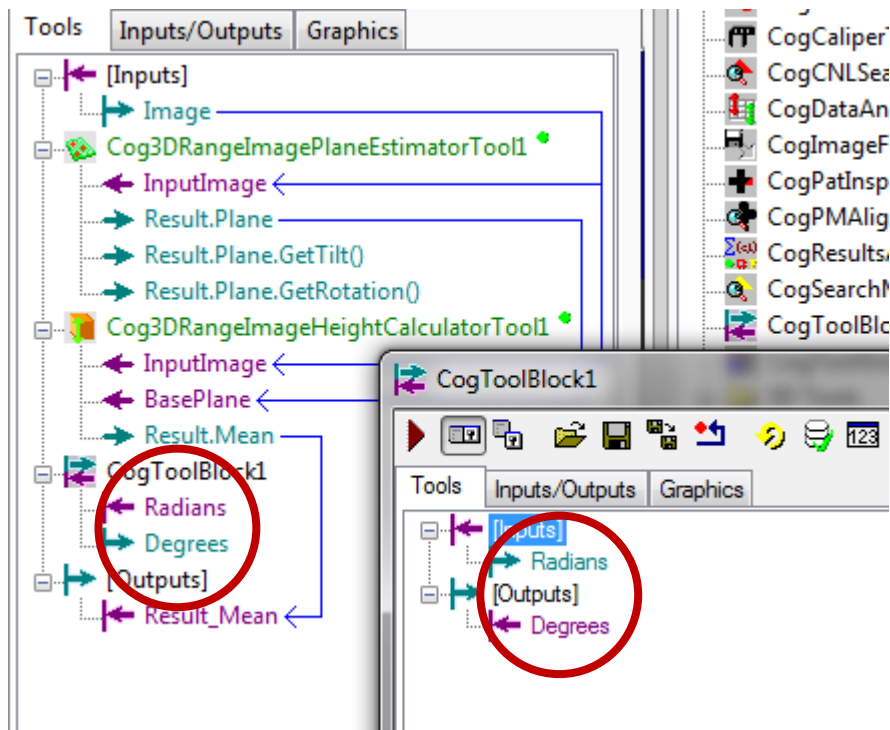 Tools Inputs/Outputs Graphics
[Inputs]
Image
Cog3DRangeImagePlaneEstimatorTool1
InputImage
Result.Plane
Result.Plane.GetTilt()
Result.Plane.GetRotation()
Cog3DRangeImageHeightCalculatorTool1
InputImage
BasePlane
Result.Mean
CogToolBlock1
Radians
Degrees
[Outputs]
Result_Mean
CogCaliperT
CogCNLSea
CogDataAn
CogImageF
CogPatInsp
CogPMAlig
CogResultsA
CogSearchM
CogToolBlo
CogToolBlock1
123
Tools Inputs/Outputs Graphics
[Inputs]
Radians
[Outputs]
Degrees